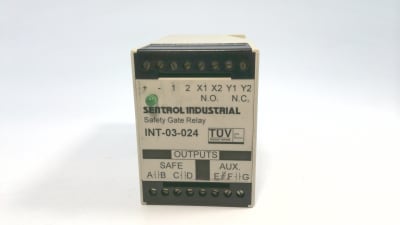 + - 1 2 X1 X2 Y1 Y2
N.O. N.C.
SENTROL INDUSTRIAL
Safety Gate Relay
INT-03-024 TÜV
OUTPUTS
SAFE AUX.
A||B C||D E/F/G